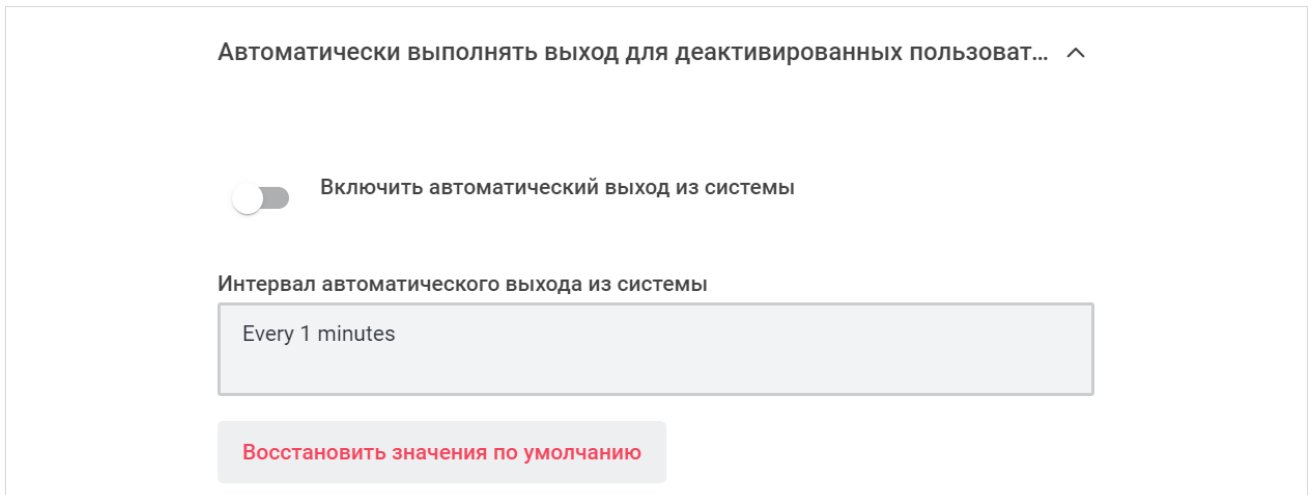 Автоматически выполнять выход для деактивированных пользоват...
Включить автоматический выход из системы
Интервал автоматического выхода из системы
Every 1 minutes
Восстановить значения по умолчанию